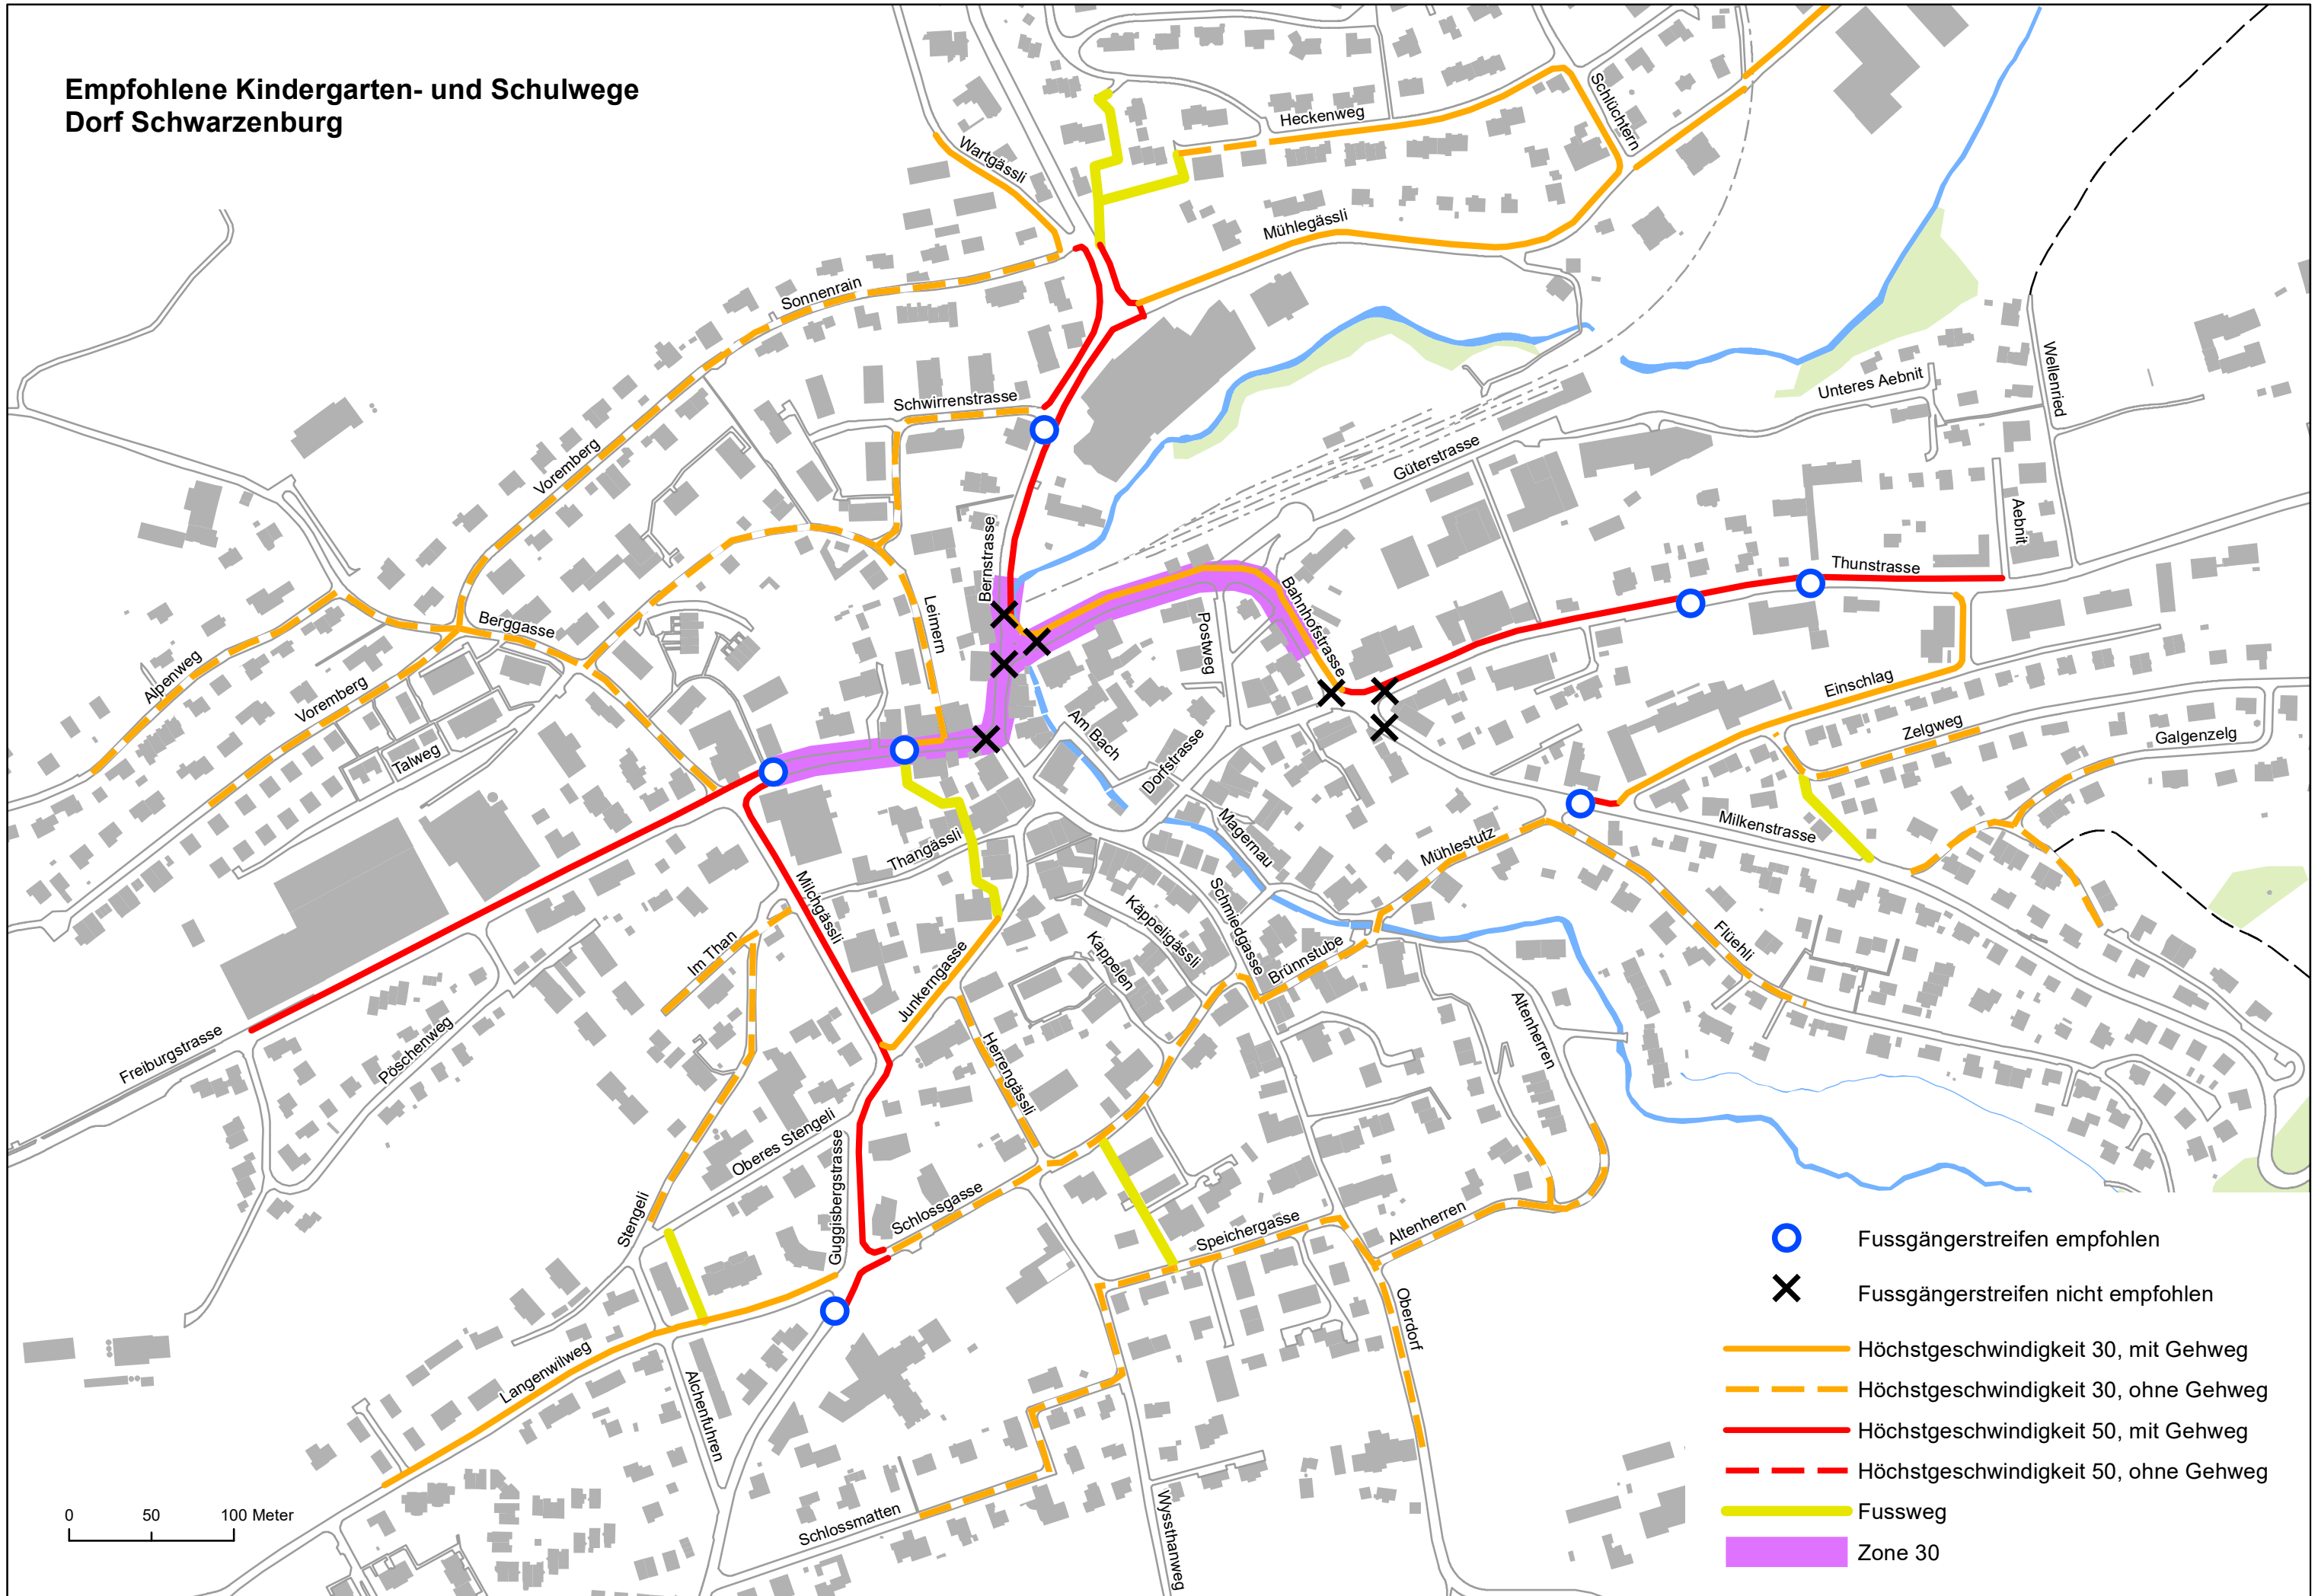 Empfohlene Kindergarten- und Schulwege
Dorf Schwarzenburg
Schlüchtern
Heckenweg
Wartgässli
Mühlegässli
Sonnenrain
Wellenried
Unteres Aebnit
Schwirrenstrasse
Güterstrasse
Voremberg
Aebnit
Bernstrasse
Thunstrasse
Bahnhofstrasse
Leimern
Berggasse
Postweg
Alpenweg
Voremberg
Einschlag
Am Bach
Zelgweg
Galgenzelg
Talweg
Dorfstrasse
Milkenstrasse
Magernau
Mühlestutz
Thangässli
Milchgässli
Schmiedgasse
Käppeligässli
Flüehli
Im Than
Junkerngasse
Kappelen
Brünnstube
Altenherren
Freiburgstrasse
Pöschenweg
Herrengässli
Oberes Stengeli
Guggisbergstrasse
Stengeli
Schlossgasse
Speichergasse
Altenherren
Oberdorf
Langenwilweg
Alchenfuhren
Schlossmatten
Wyssthanweg
Fussgängerstreifen empfohlen
Fussgängerstreifen nicht empfohlen
Höchstgeschwindigkeit 30, mit Gehweg
Höchstgeschwindigkeit 30, ohne Gehweg
Höchstgeschwindigkeit 50, mit Gehweg
Höchstgeschwindigkeit 50, ohne Gehweg
Fussweg
Zone 30
0 50 100 Meter